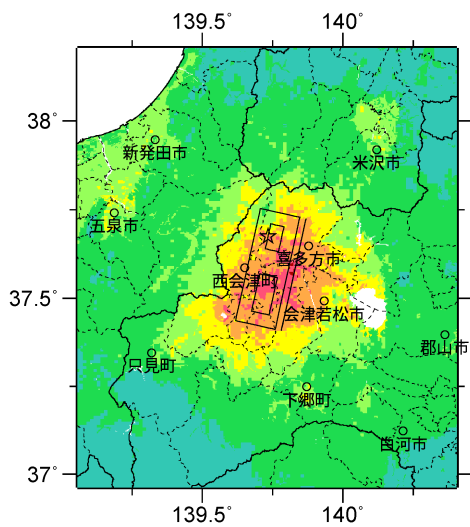 139.5° 140°
38°
新発田市
米沢市
五泉市
喜多方市
西会津町
37.5°
会津若松市
郡山市
只見町
下郷町
白河市
37°
139.5° 140°